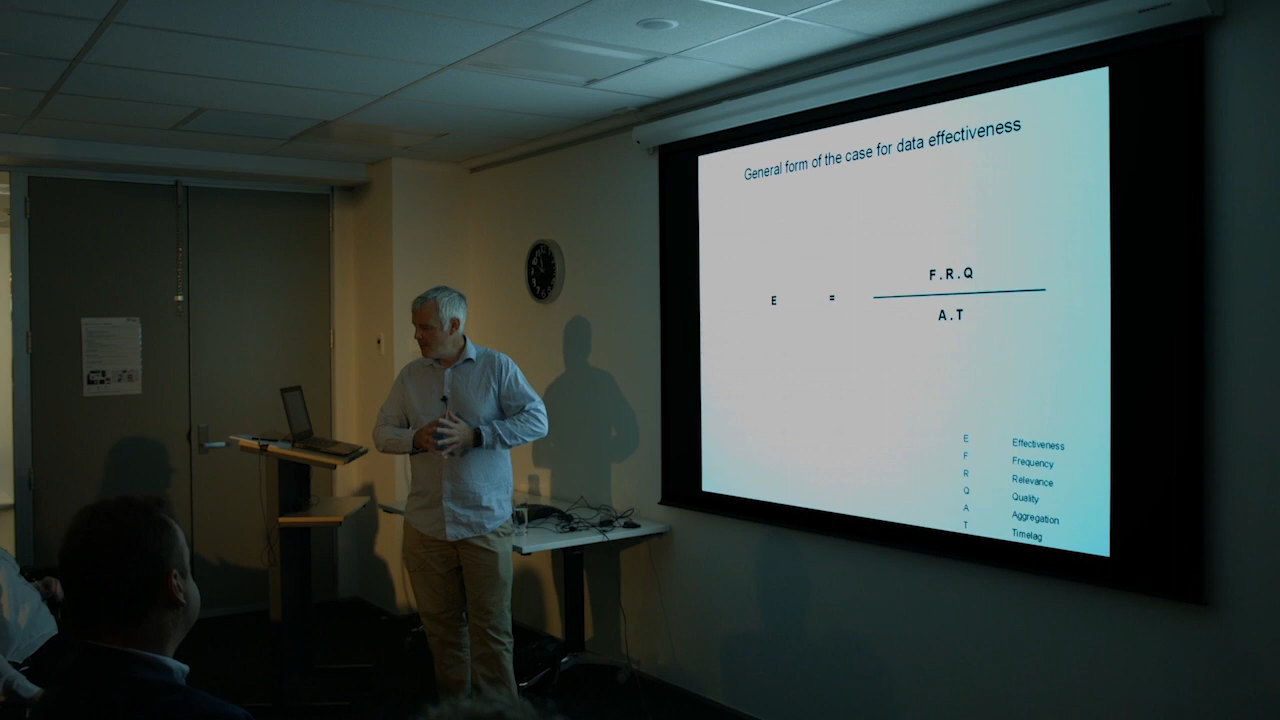 General form of the case for data effectiveness
F.R.Q
E =
A.T
E Effectiveness
F Frequency
R Relevance
Q Quality
A Aggregation
T Timelag